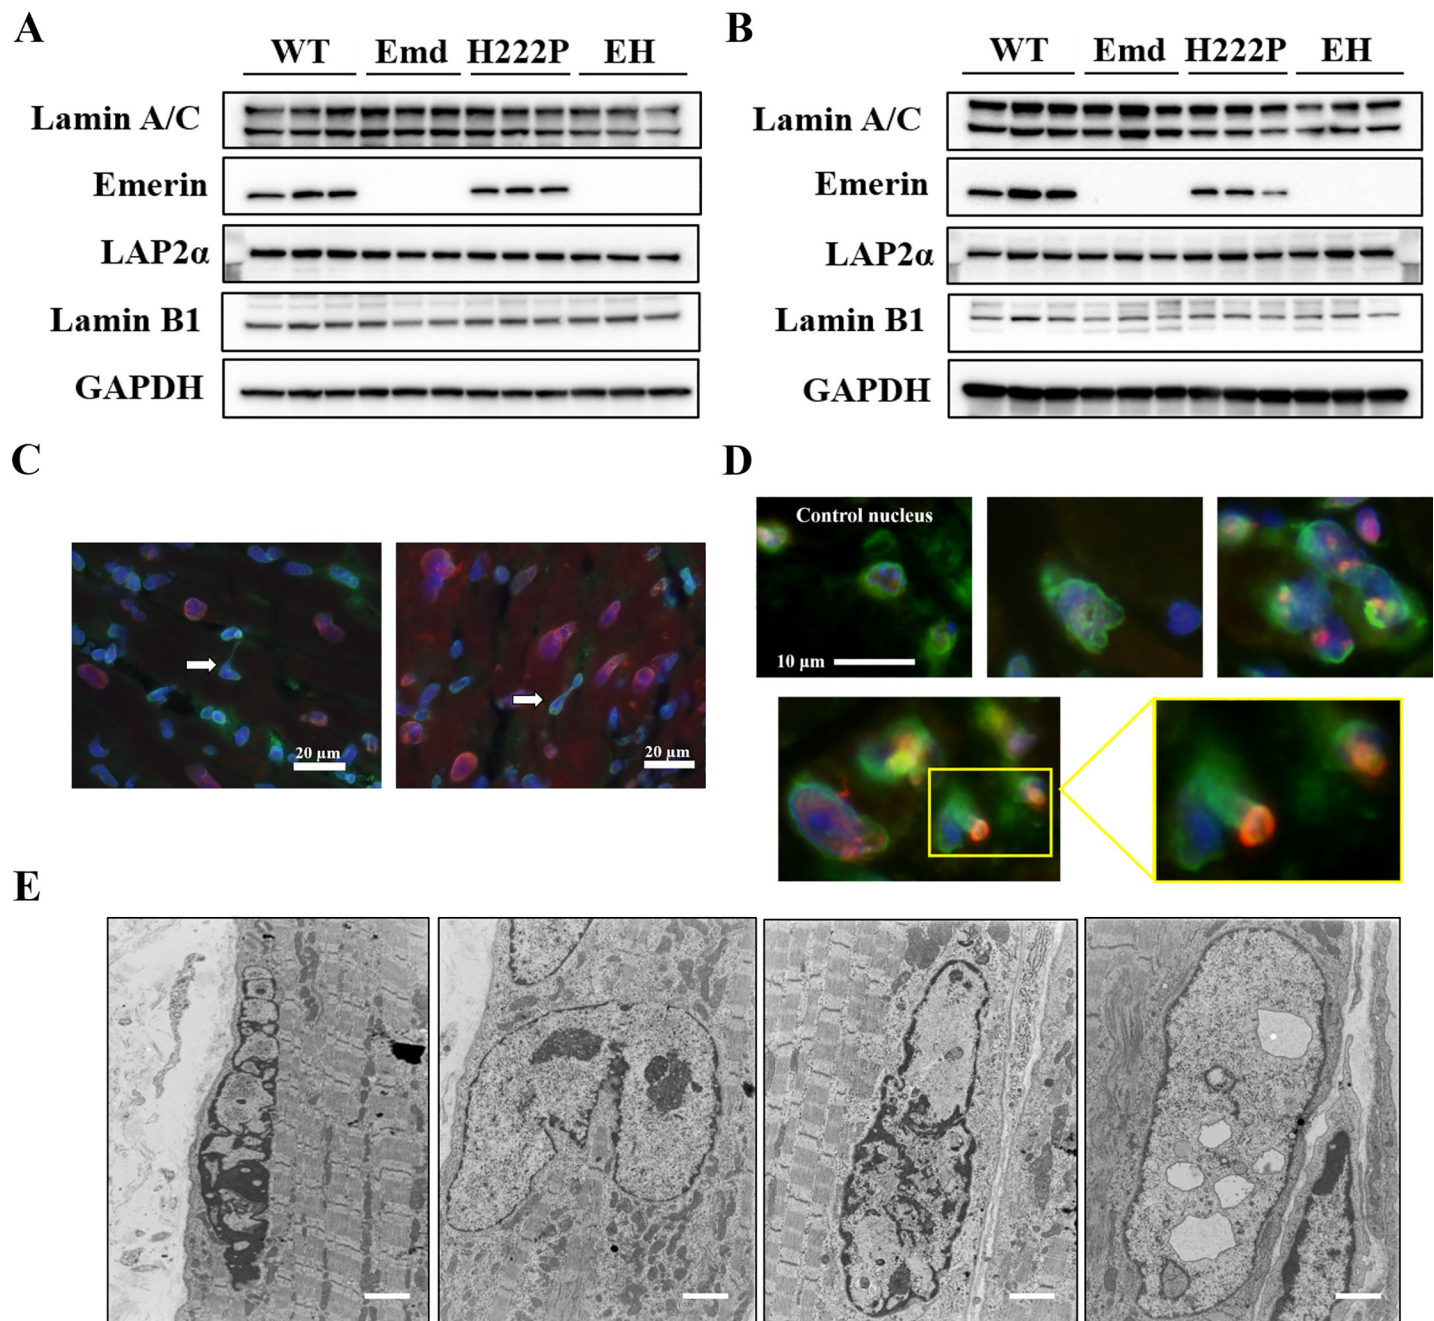 A
WT Emd H222P EH
Lamin A/C
Emerin
LAP2α
Lamin B1
GAPDH
B
WT Emd H222P EH
Lamin A/C
Emerin
LAP2α
Lamin B1
GAPDH
C
20 µm
20 µm
D
Control nucleus
10 µm
E